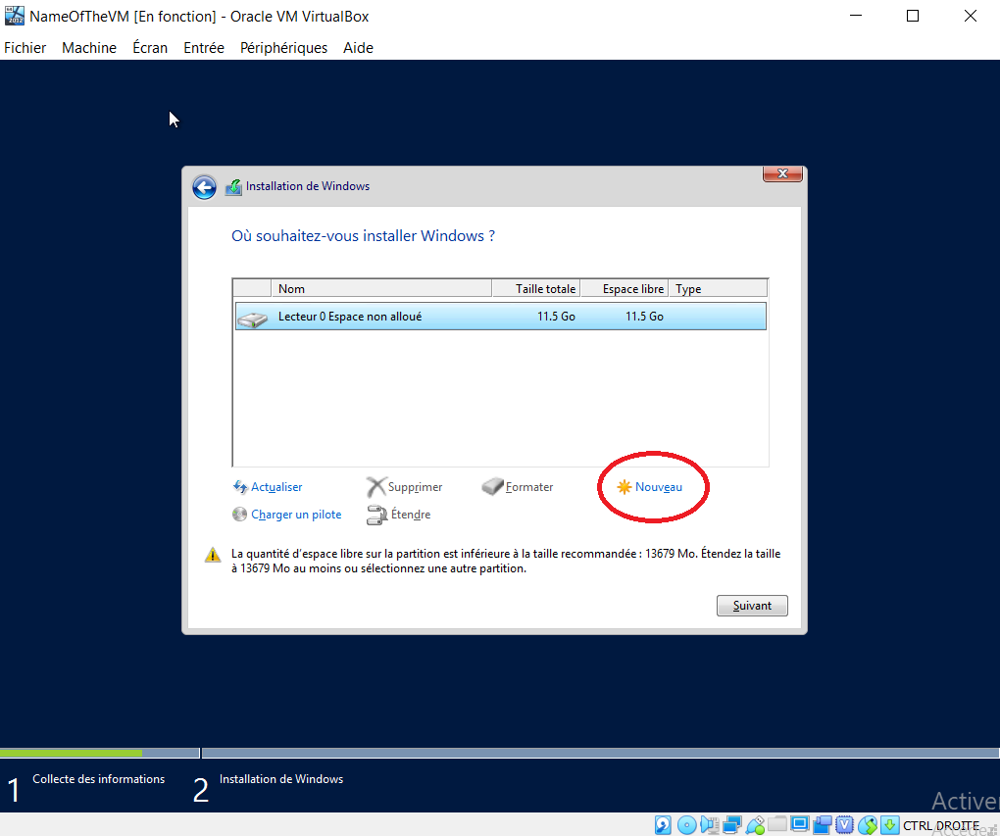 NameOfTheVM [En fonction] - Oracle VM VirtualBox
Fichier Machine Écran Entrée Périphériques Aide
Installation de Windows
Où souhaitez-vous installer Windows ?
Nom Taille totale Espace libre Type
Lecteur 0 Espace non alloué 11.5 Go 11.5 Go
Actualiser Supprimer Formater Nouveau
Charger un pilote Étendre
La quantité d'espace libre sur la partition est inférieure à la taille recommandée : 13679 Mo. Étendez la taille
à 13679 Mo au moins ou sélectionnez une autre partition.
Suivant
1 Collecte des informations 2 Installation de Windows
Activer
CTRL DROITE
Accédez